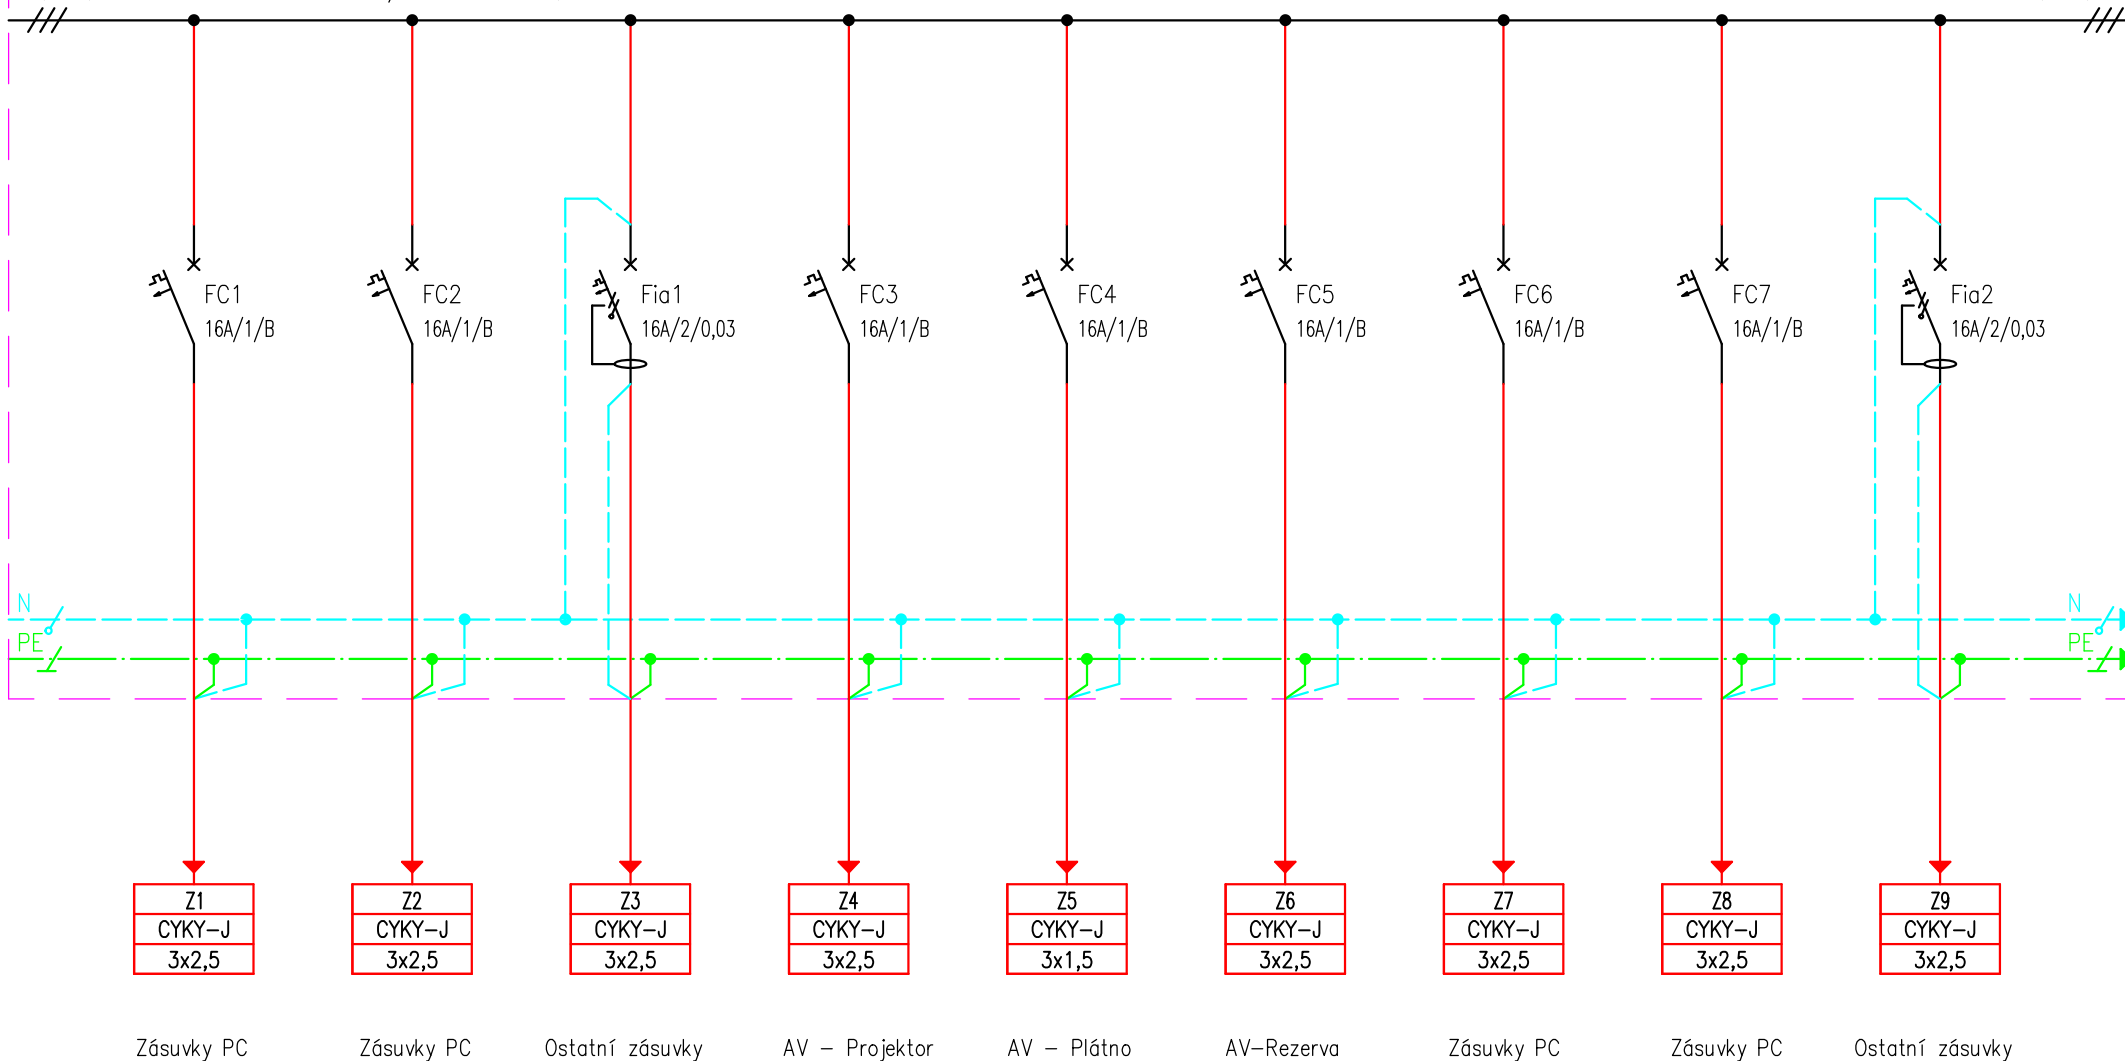 FC1
16A/1/B
FC2
16A/1/B
Fia1
16A/2/0,03
FC3
16A/1/B
FC4
16A/1/B
FC5
16A/1/B
FC6
16A/1/B
FC7
16A/1/B
Fia2
16A/2/0,03
N
N
PE
PE
Z1
CYKY-J
3x2,5
Z2
CYKY-J
3x2,5
Z3
CYKY-J
3x2,5
Z4
CYKY-J
3x2,5
Z5
CYKY-J
3x1,5
Z6
CYKY-J
3x2,5
Z7
CYKY-J
3x2,5
Z8
CYKY-J
3x2,5
Z9
CYKY-J
3x2,5
Zásuvky PC
Zásuvky PC
Ostatní zásuvky
AV - Projektor
AV - Plátno
AV-Rezerva
Zásuvky PC
Zásuvky PC
Ostatní zásuvky